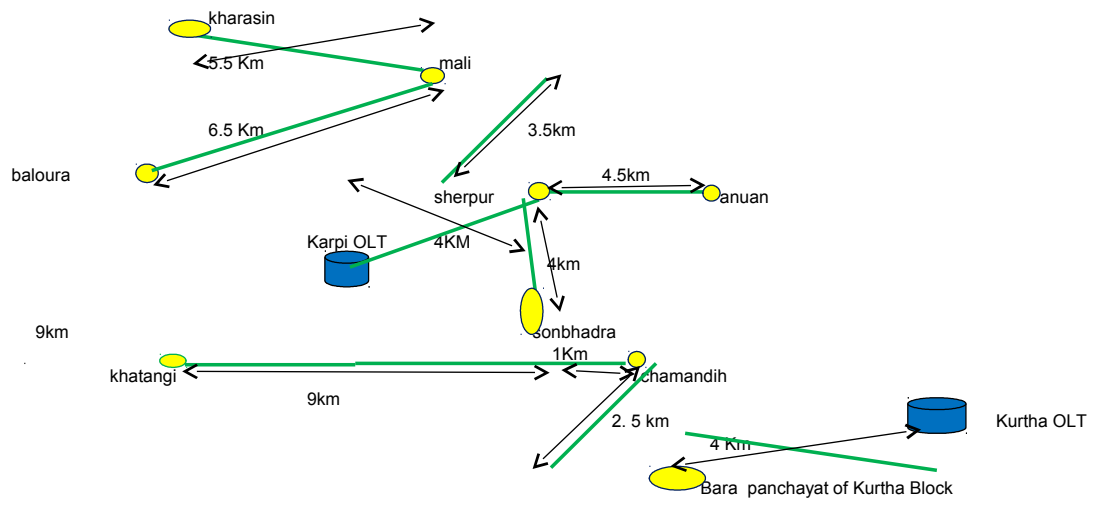 kharasin
5.5 Km
mali
6.5 Km
3.5km
baloura
4.5km
sherpur
anuan
Karpi OLT
4KM
4km
9km
sonbhadra
1Km
khatangi
chamandih
9km
2. 5 km
Kurtha OLT
4 Km
Bara panchayat of Kurtha Block